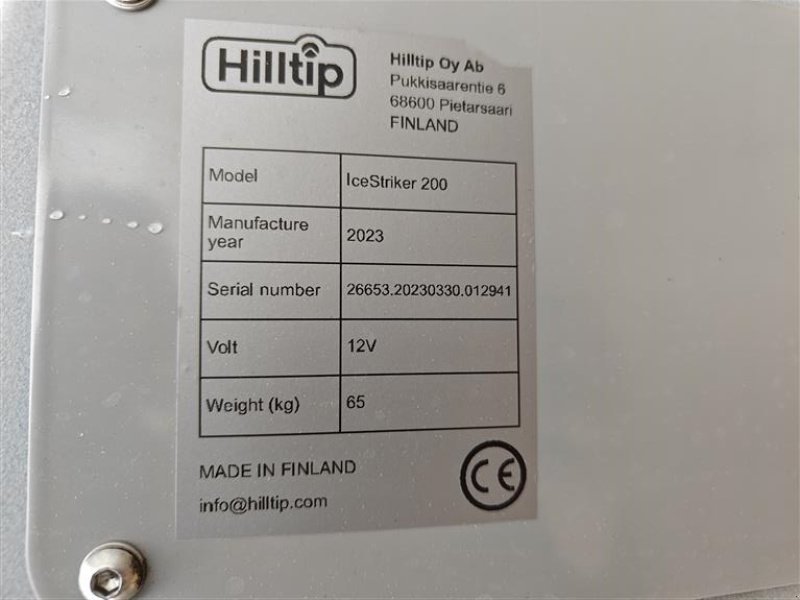 Hilltip
Hilltip Oy Ab
Pukkisaarentie 6
68600 Pietarsaari
FINLAND
Model IceStriker 200
Manufacture
year 2023
Serial number 26653.20230330.012941
Volt 12V
Weight (kg) 65
MADE IN FINLAND
info@hilltip.com
CE